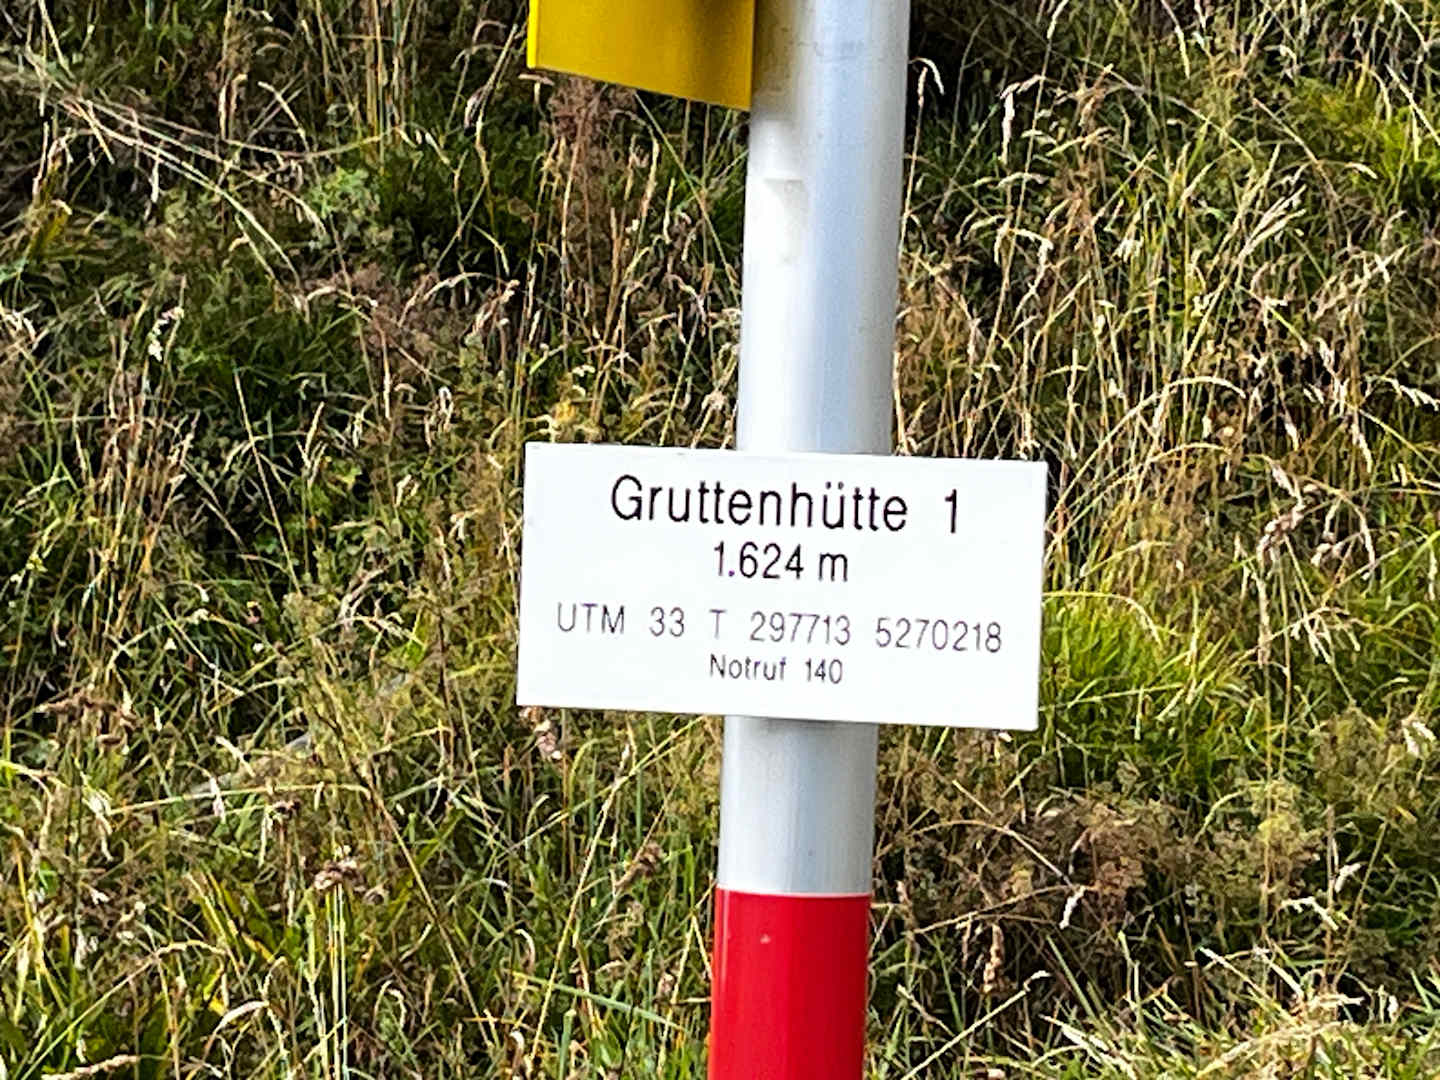 Gruttenhütte 1
1.624 m
UTM 33 T 297713 5270218
Notruf 140